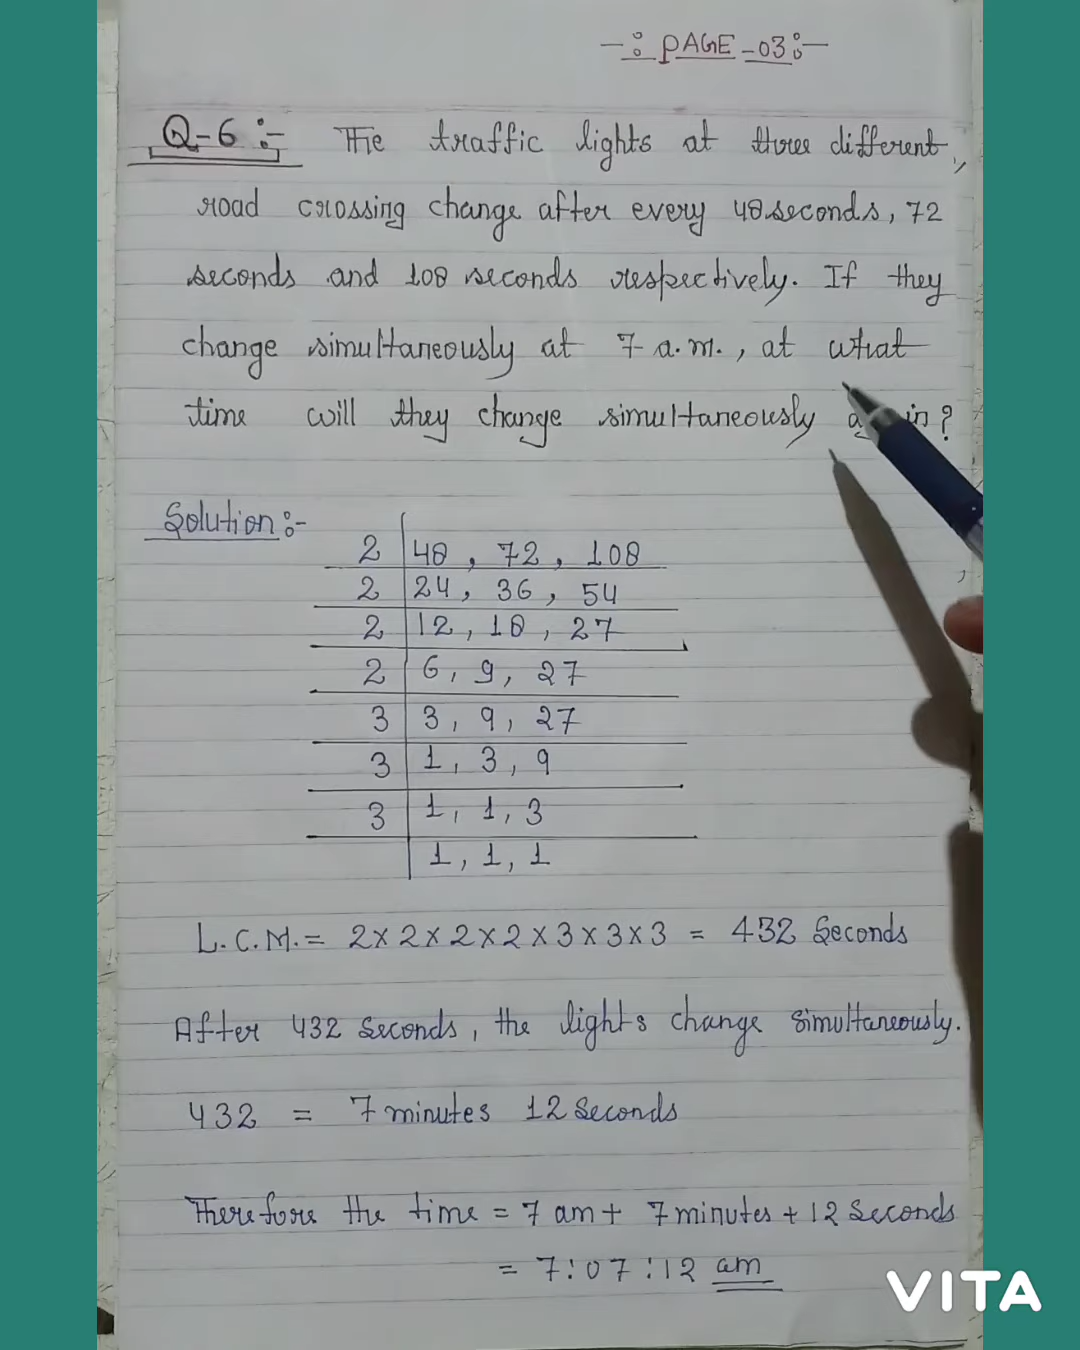 -: PAGE -03:-
Q-6 :- The traffic lights at three different
road crossing change after every 48 seconds, 72
seconds and 108 seconds respectively. If they
change simultaneously at 7 a.m., at what
time will they change simultaneously in?
Solution:-
2 | 48, 72, 108
2 | 24, 36, 54
2 | 12, 18, 27
2 | 6, 9, 27
3 | 3, 9, 27
3 | 1, 3, 9
3 | 1, 1, 3
| 1, 1, 1
L.C.M. = 2×2×2×2×3×3×3 = 432 Seconds
After 432 Seconds, the lights change simultaneously.
432 = 7 minutes 12 Seconds
Therefore the time = 7 am + 7 minutes + 12 Seconds
= 7:07:12 am
VITA